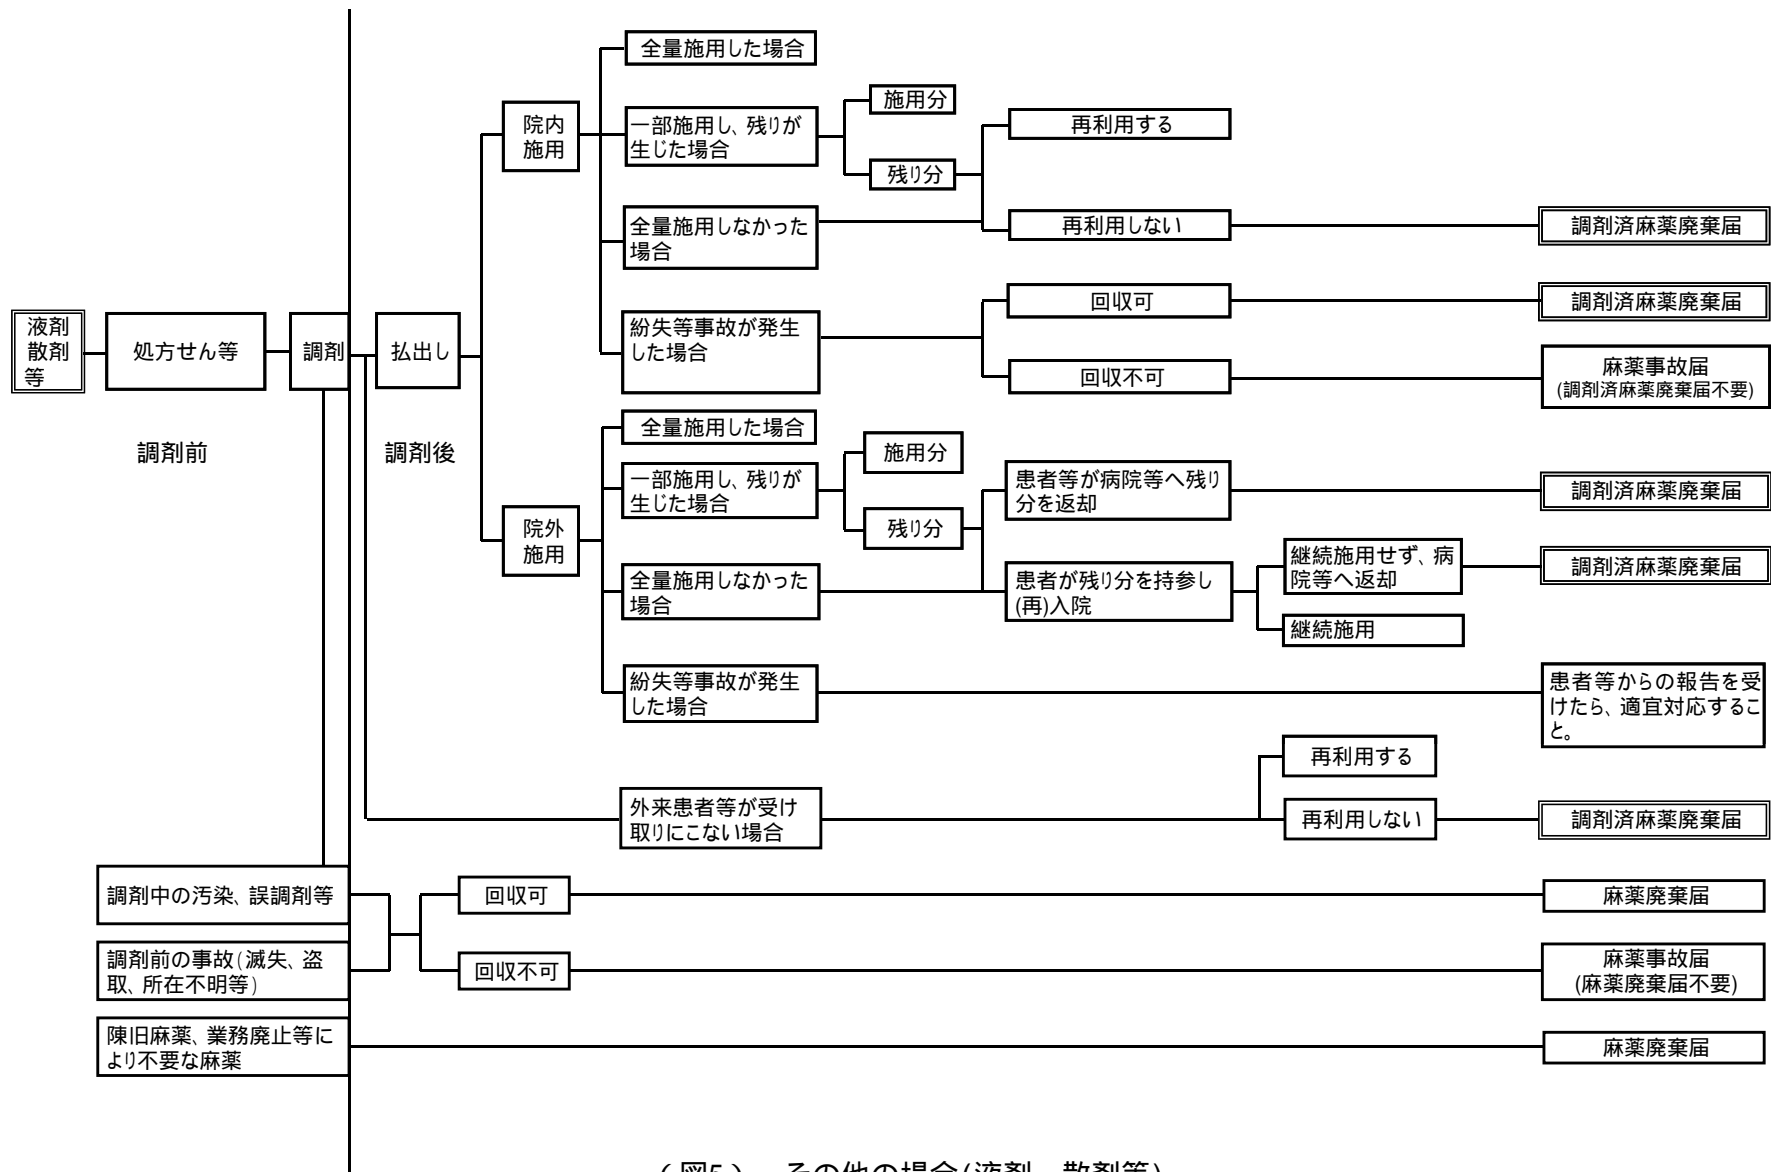 全量施用した場合
施用分
院内
施用
一部施用し、残りが
生じた場合
再利用する
残り分
全量施用しなかった
場合
再利用しない
調剤済麻薬廃棄届
回収可
調剤済麻薬廃棄届
液剤
散剤
等
処方せん等
調剤
払出し
紛失等事故が発生
した場合
回収不可
麻薬事故届
(調剤済麻薬廃棄届不要)
調剤前
調剤後
全量施用した場合
施用分
一部施用し、残りが
生じた場合
患者等が病院等へ残り
分を返却
調剤済麻薬廃棄届
院外
施用
残り分
全量施用しなかった
場合
患者が残り分を持参し
(再)入院
継続施用せず、病
院等へ返却
調剤済麻薬廃棄届
継続施用
紛失等事故が発生
した場合
患者等からの報告を受
けたら、適宜対応するこ
と。
再利用する
外来患者等が受け
取りにこない場合
再利用しない
調剤済麻薬廃棄届
調剤中の汚染、誤調剤等
回収可
麻薬廃棄届
調剤前の事故(滅失、盗
取、所在不明等)
回収不可
麻薬事故届
(麻薬廃棄届不要)
陳旧麻薬、業務廃止等に
より不要な麻薬
麻薬廃棄届
(図5) その他の場合(液剤、散剤等)